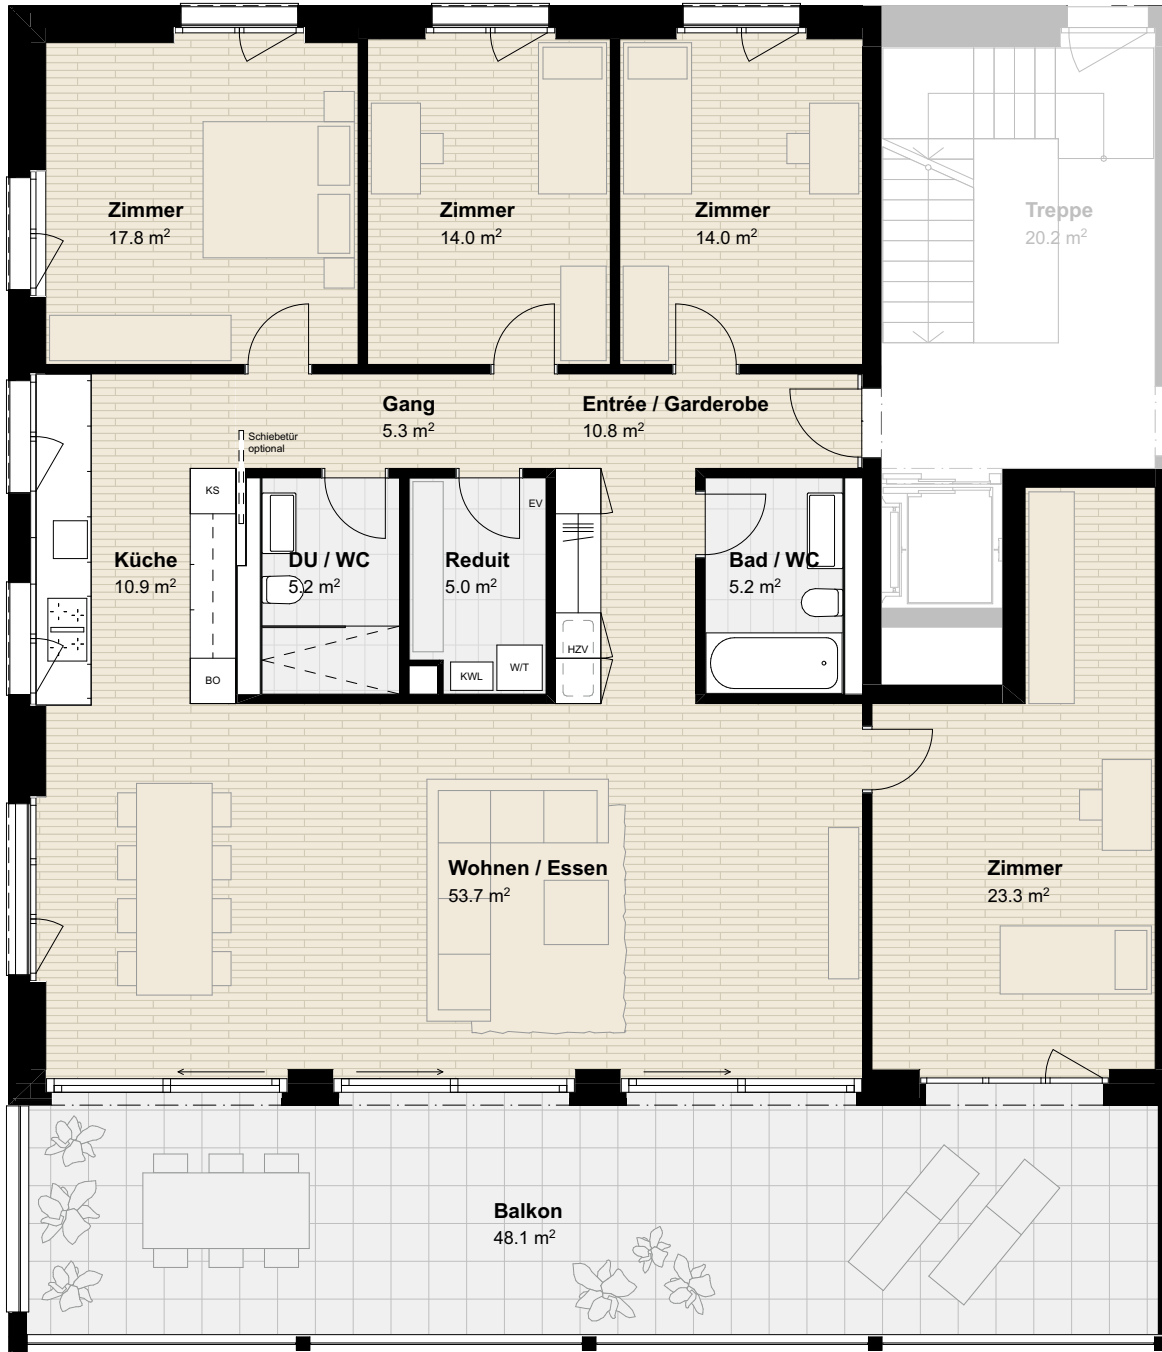 Zimmer
17.8 m²
Zimmer
14.0 m²
Zimmer
14.0 m²
Treppe
20.2 m²
Gang
5.3 m²
Entrée / Garderobe
10.8 m²
Schiebetür
optional
KS
EV
Küche
10.9 m²
DU / WC
5.2 m²
Reduit
5.0 m²
Bad / WC
5.2 m²
HZV
BO
KWL
W/T
Wohnen / Essen
53.7 m²
Zimmer
23.3 m²
Balkon
48.1 m²